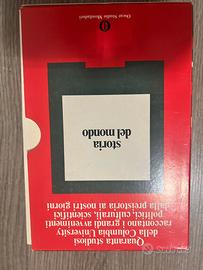 Oscar Studio Mondadori
storia
del mondo
Quaranta studiosi
della Columbia University
raccontano i grandi avvenimenti
politici, culturali, scientifici
dalla preistoria ai nostri giorni